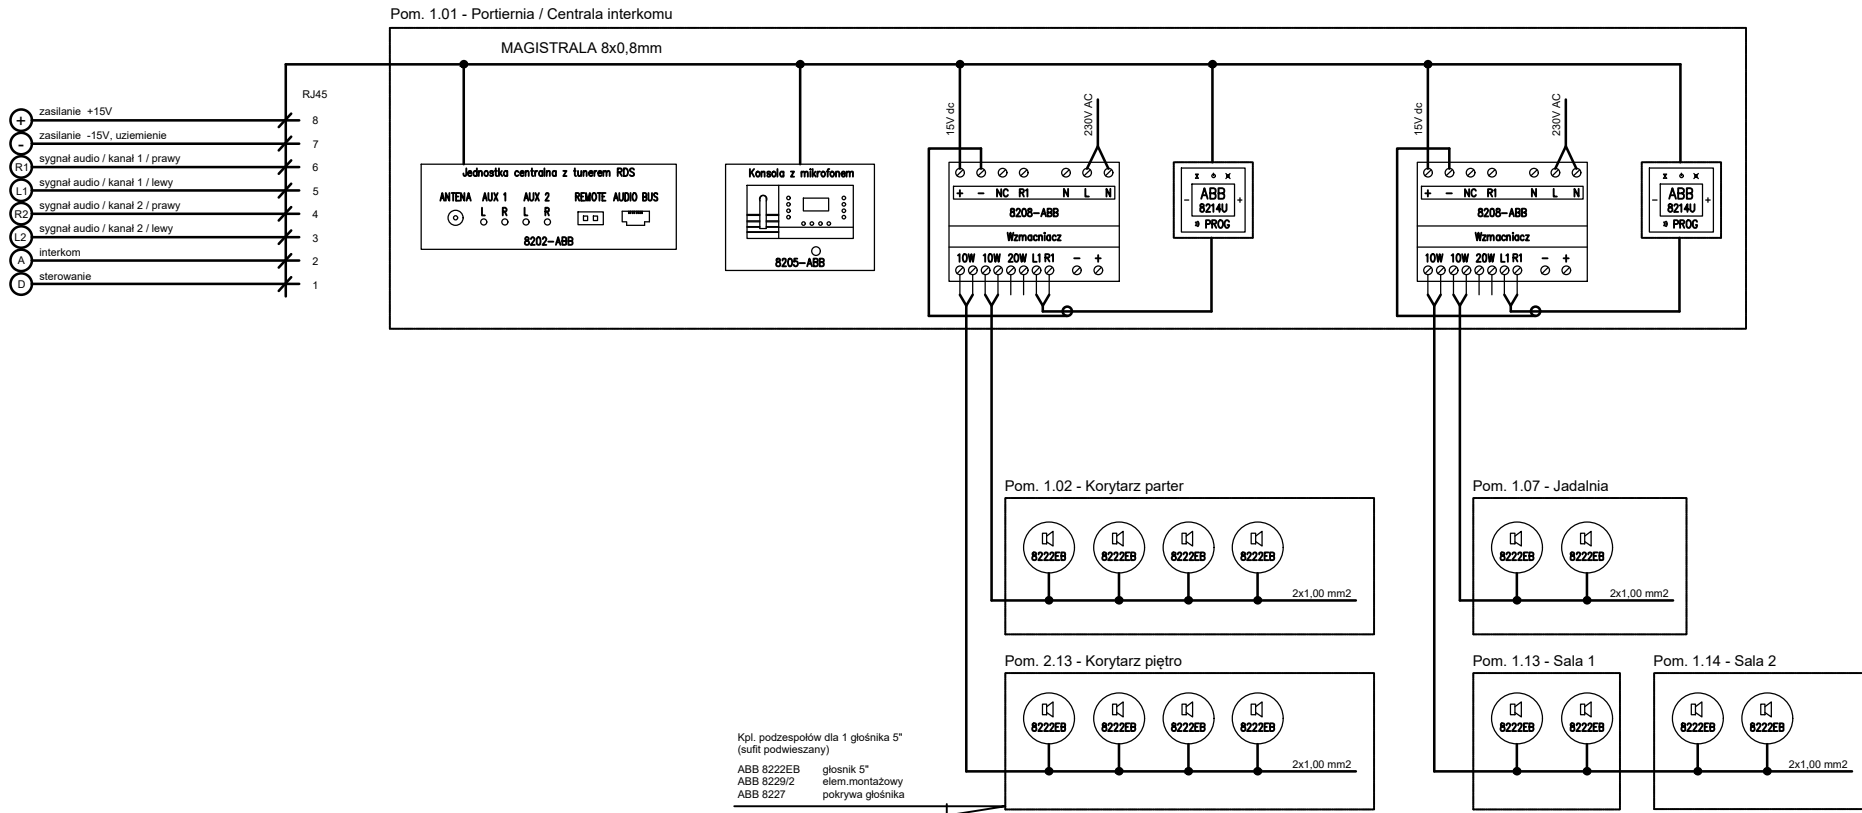 Pom. 1.01 - Portiernia / Centrala interkomu
MAGISTRALA 8x0,8mm
RJ45
+ zasilanie +15V 8
- zasilanie -15V, uziemienie 7
R1 sygnał audio / kanał 1 / prawy 6
L1 sygnał audio / kanał 1 / lewy 5
R2 sygnał audio / kanał 2 / prawy 4
L2 sygnał audio / kanał 2 / lewy 3
A interkom 2
D sterowanie 1
Jednostka centralna z tunerem RDS
ANTENA AUX 1 AUX 2 REMOTE AUDIO BUS
L R L R
8202-ABB
Konsola z mikrofonem
8205-ABB
15V dc
230V AC
+ - NC R1 N L N
8208-ABB
Wzmacniacz
10W 10W 20W L1 R1 - +
ABB
8214U
- +
PROG
15V dc
230V AC
+ - NC R1 N L N
8208-ABB
Wzmacniacz
10W 10W 20W L1 R1 - +
ABB
8214U
- +
PROG
Pom. 1.02 - Korytarz parter
8222EB 8222EB 8222EB 8222EB
2x1,00 mm2
Pom. 1.07 - Jadalnia
8222EB 8222EB
2x1,00 mm2
Pom. 2.13 - Korytarz piętro
8222EB 8222EB 8222EB 8222EB
2x1,00 mm2
Pom. 1.13 - Sala 1
8222EB 8222EB
Pom. 1.14 - Sala 2
8222EB 8222EB
2x1,00 mm2
Kpl. podzespołów dla 1 głośnika 5"
(sufit podwieszany)
ABB 8222EB głosnik 5"
ABB 8229/2 elem.montażowy
ABB 8227 pokrywa głośnika